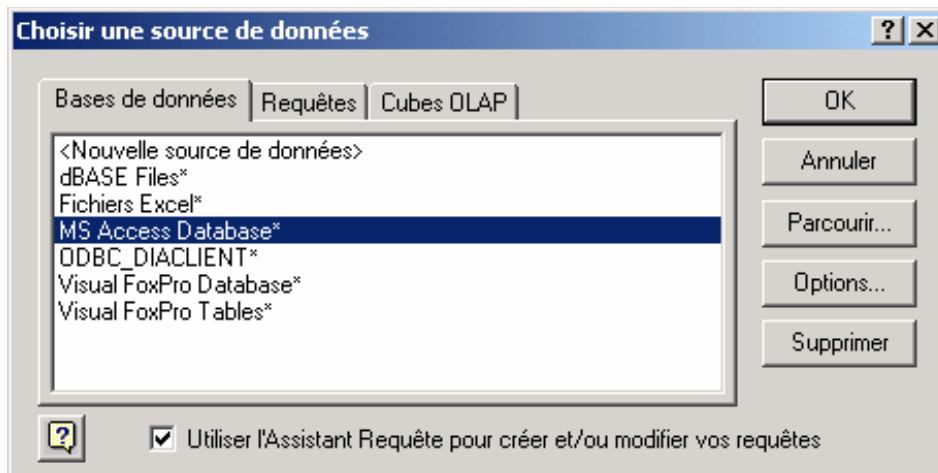 Choisir une source de données
Bases de données Requêtes Cubes OLAP
<Nouvelle source de données>
dBASE Files*
Fichiers Excel*
MS Access Database*
ODBC_DIACLIENT*
Visual FoxPro Database*
Visual FoxPro Tables*
OK
Annuler
Parcourir...
Options...
Supprimer
Utiliser l'Assistant Requête pour créer et/ou modifier vos requêtes